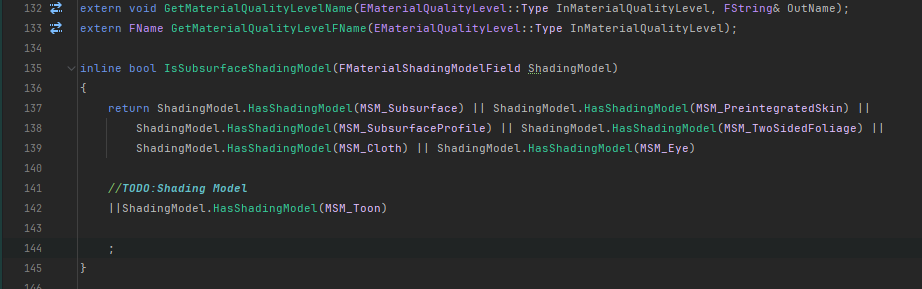 132 extern void GetMaterialQualityLevelName(EMaterialQualityLevel::Type InMaterialQualityLevel, FString& OutName);
133 extern FName GetMaterialQualityLevelFName(EMaterialQualityLevel::Type InMaterialQualityLevel);
134
135 inline bool IsSubsurfaceShadingModel(FMaterialShadingModelField ShadingModel)
136 {
137 return ShadingModel.HasShadingModel(MSM_Subsurface) || ShadingModel.HasShadingModel(MSM_PreintegratedSkin) ||
138 ShadingModel.HasShadingModel(MSM_SubsurfaceProfile) || ShadingModel.HasShadingModel(MSM_TwoSidedFoliage) ||
139 ShadingModel.HasShadingModel(MSM_Cloth) || ShadingModel.HasShadingModel(MSM_Eye)
140
141 //TODO:Shading Model
142 ||ShadingModel.HasShadingModel(MSM_Toon)
143
144 ;
145 }
146